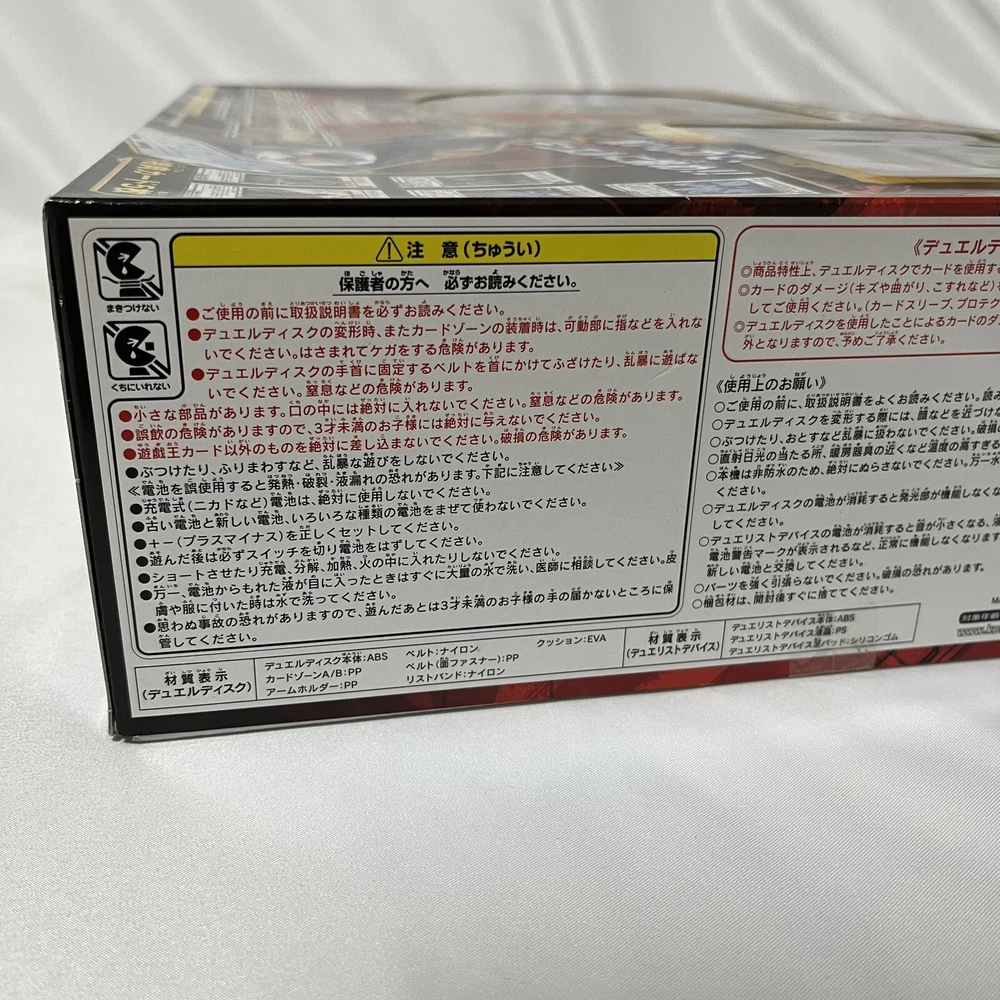 まきつけない
くちにいれない
⚠注 意(ちゅうい)
保護者の方へ 必ずお読みください。
●ご使用の前に取扱説明書を必ずお読みください。
●デュエルディスクの変形時、またカードゾーンの装着時は、可動部に指などを入れな
いでください。はさまれてケガをする危険があります。
●デュエルディスクの手首に固定するベルトを首にかけてふざけたり、乱暴に遊ばな
いでください。窒息などの危険があります。
●小さな部品があります。口の中には絶対に入れないでください。窒息などの危険があります。
●誤飲の危険がありますので、3才未満のお子様には絶対に与えないでください。
●遊戯王カード以外のものを絶対に差し込まないでください。破損の危険があります。
●ぶつけたり、ふりまわすなど、乱暴な遊びをしないでください。
≪電池を誤使用すると発熱・破裂・液漏れの恐れがあります。下記に注意してください≫
●充電式(ニカドなど)電池は、絶対に使用しないでください。
●古い電池と新しい電池、いろいろな種類の電池をまぜて使わないでください。
●+−(プラスマイナス)を正しくセットしてください。
●遊んだ後は必ずスイッチを切り電池をはずしてください。
●ショートさせたり充電、分解、加熱、火の中に入れたりしないでください。
●万一、電池からもれた液が目に入ったときはすぐに大量の水で洗い、医師に相談してください。皮
膚や服に付いた時は水で洗ってください。
●思わぬ事故の恐れがありますので、遊んだあとは3才未満のお子様の手の届かないところに保
管してください。
材質表示
(デュエルディスク)
デュエルディスク本体:ABS
カードゾーンA/B:PP
アームホルダー:PP
ベルト:ナイロン
ベルト(面ファスナー):PP
リストバンド:ナイロン
クッション:EVA
材質表示
(デュエリストデバイス)
デュエリストデバイス本体:ABS
デュエリストデバイス液晶:PS
デュエリストデバイス足パッド:シリコンゴム
《デュエルデ
◎商品特性上、デュエルディスクでカードを使用す
◎カードのダメージ(キズや曲がり、こすれなど)を
してご使用ください。(カードスリーブ、プロテク
◎デュエルディスクを使用したことによるカードのダ
外となりますので、予めご了承ください。
《使用上のお願い》
○ご使用の前に、取扱説明書をよくお読みください。読み
○デュエルディスクを変形する際には、顔などを近づけ
○ぶつけたり、おとすなど乱暴に扱わないでください。破損の
○直射日光の当たる所、暖房器具の近くなど温度の高すぎる
○本機は非防水のため、絶対にぬらさないでください。万一水
ください。
○デュエルディスクの電池が消耗すると発光部が機能しなくな
してください。
○デュエリストデバイスの電池が消耗すると音が小さくなる、液
電池警告マークが表示されるなど、正常に機能しなくなります
新しい電池と交換してください。
○パーツを強く引張らないでください。破損の恐れがあります。
○梱包材は、開封後すぐに捨ててください。
対象年齢